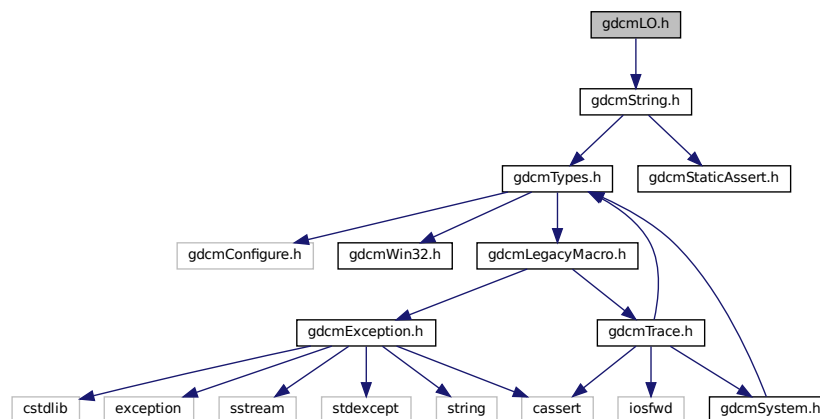 gdcmLO.h
gdcmString.h
gdcmTypes.h
gdcmStaticAssert.h
gdcmConfigure.h
gdcmWin32.h
gdcmLegacyMacro.h
gdcmException.h
gdcmTrace.h
cstdlib
exception
sstream
stdexcept
string
cassert
iosfwd
gdcmSystem.h